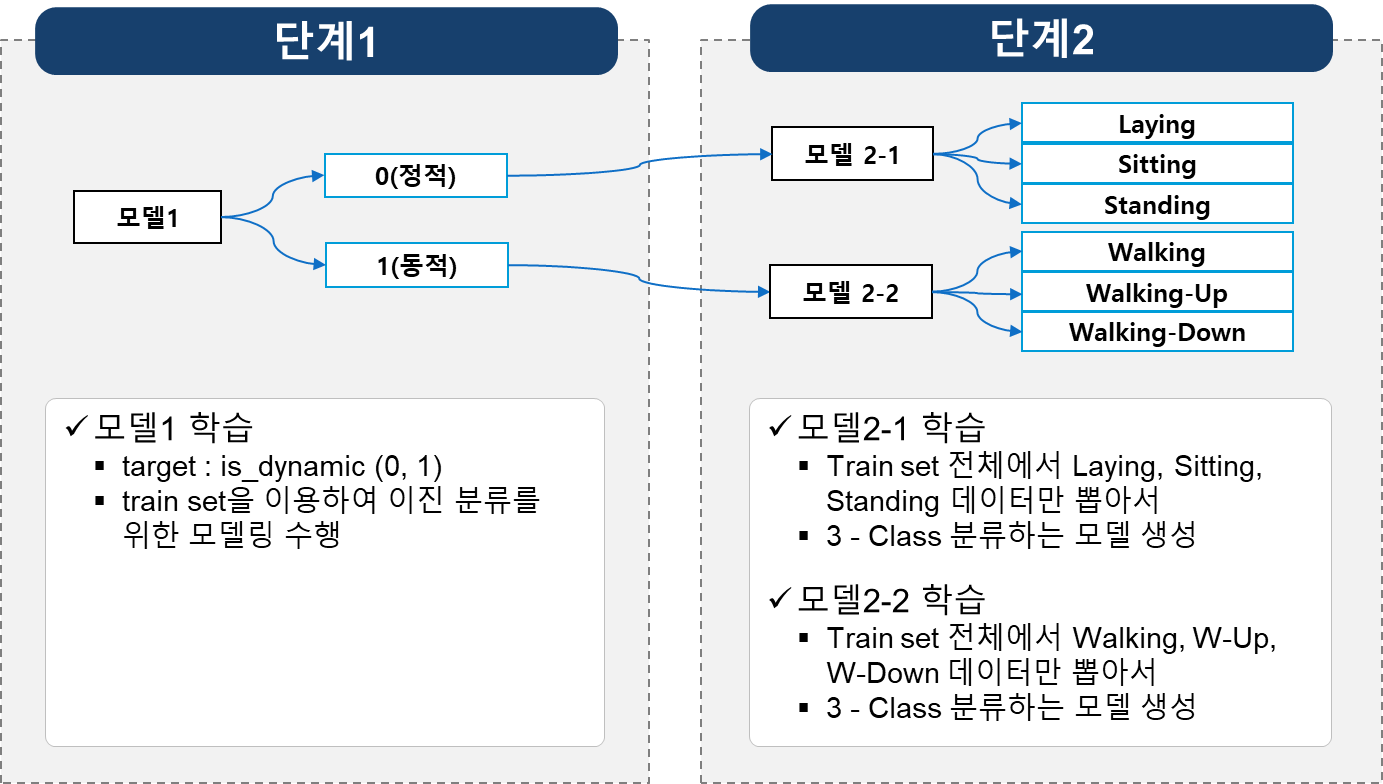 단계1
모델1
0(정적)
1(동적)
✓ 모델1 학습
▪ target : is_dynamic (0, 1)
▪ train set을 이용하여 이진 분류를
위한 모델링 수행
단계2
모델 2-1
Laying
Sitting
Standing
모델 2-2
Walking
Walking-Up
Walking-Down
✓ 모델2-1 학습
▪ Train set 전체에서 Laying, Sitting,
Standing 데이터만 뽑아서
▪ 3 - Class 분류하는 모델 생성
✓ 모델2-2 학습
▪ Train set 전체에서 Walking, W-Up,
W-Down 데이터만 뽑아서
▪ 3 - Class 분류하는 모델 생성